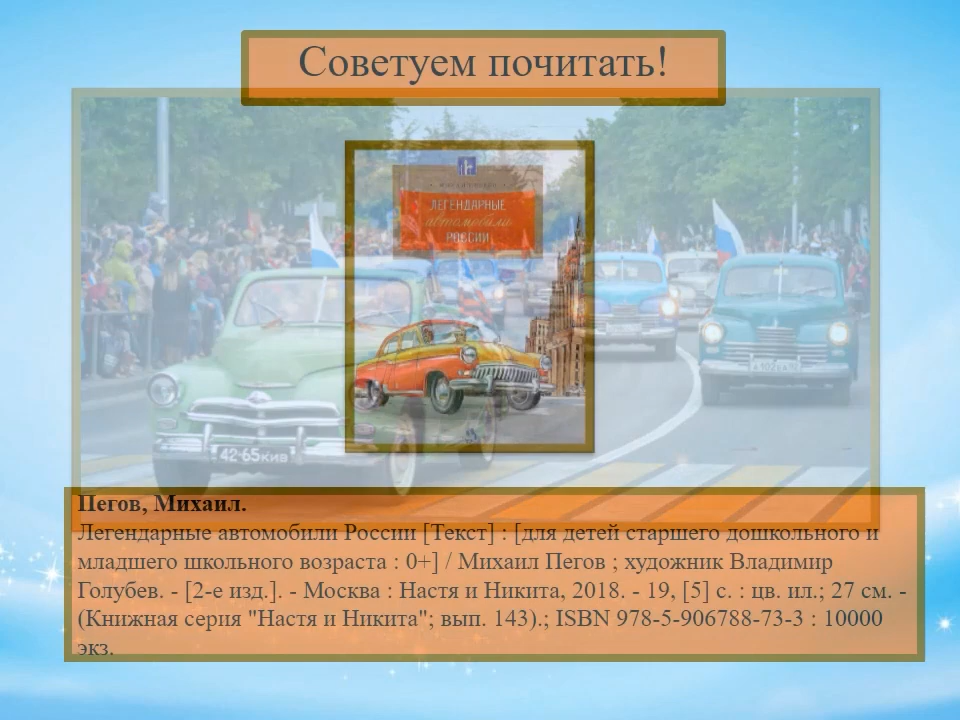 Советуем почитать!
ЛЕГЕНДАРНЫЕ
автомобили
РОССИИ
42-65КИВ
Пегов, Михаил.
Легендарные автомобили России [Текст] : [для детей старшего дошкольного и
младшего школьного возраста : 0+] / Михаил Пегов ; художник Владимир
Голубев. - [2-е изд.]. - Москва : Настя и Никита, 2018. - 19, [5] с. : цв. ил.; 27 см. -
(Книжная серия "Настя и Никита"; вып. 143).; ISBN 978-5-906788-73-3 : 10000
экз.